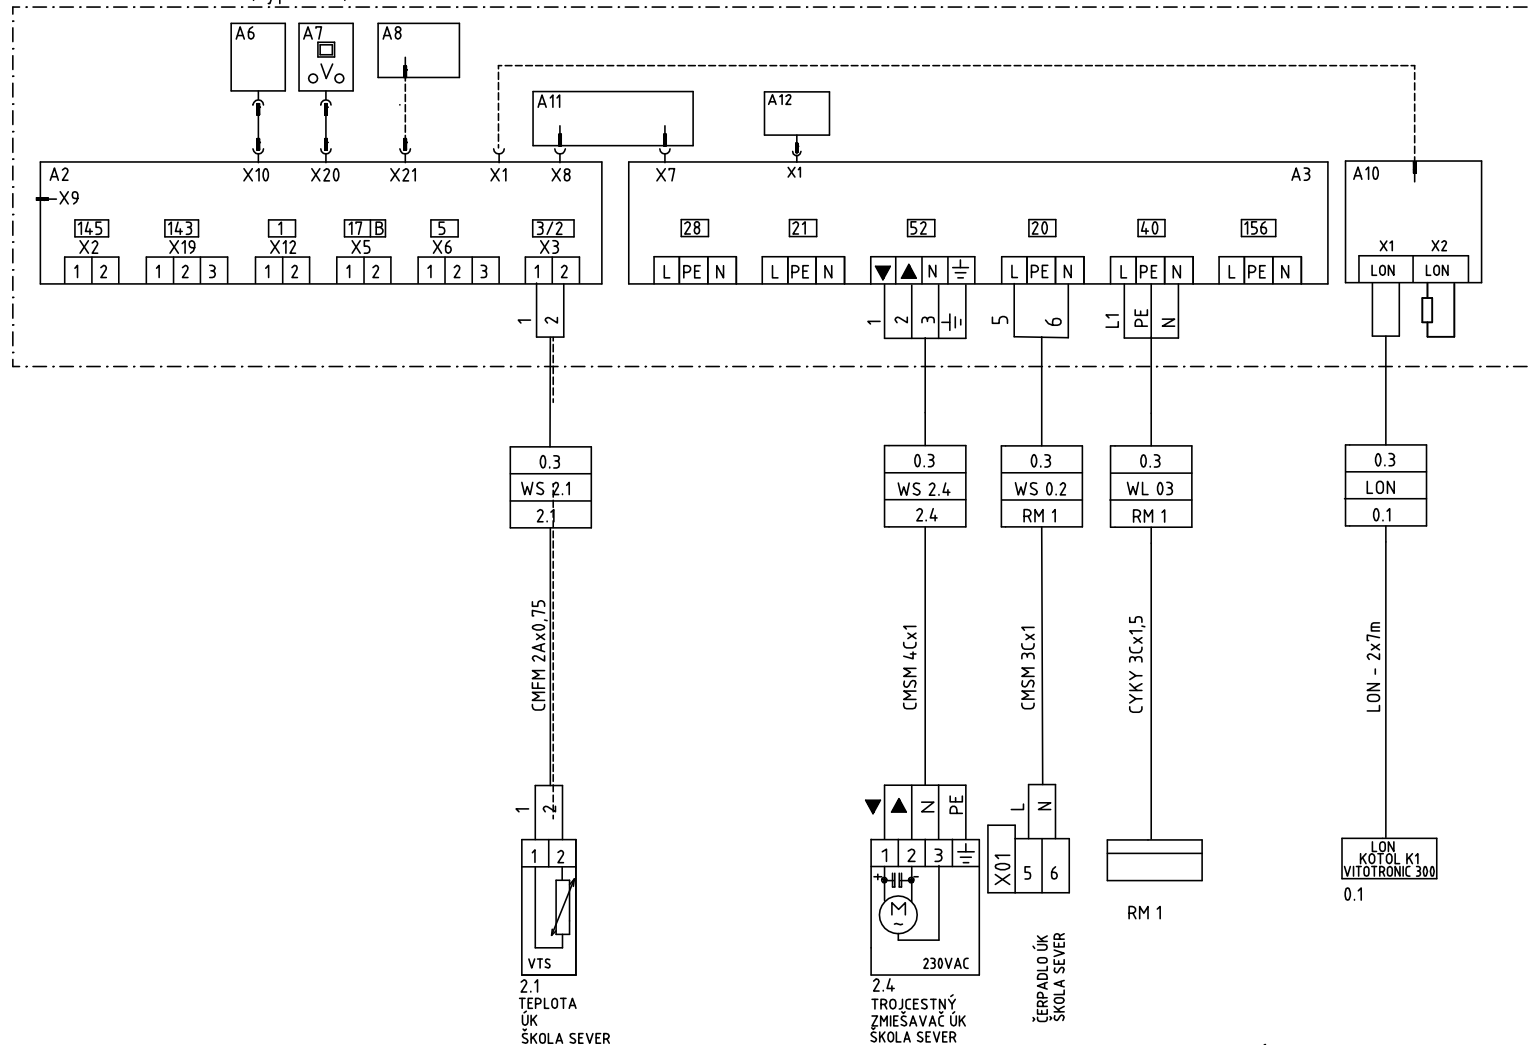 A6
A7
A8
A11
A12
A2
X10
X20
X21
X1
X8
X7
X1
A3
A10
X9
145
143
1
17 B
5
3/2
28
21
52
20
40
156
X2
X19
X12
X5
X6
X3
X1
X2
1 2
1 2 3
1 2
1 2
1 2 3
1 2
L PE N
L PE N
▼ ▲ N
L PE N
L PE N
L PE N
LON
LON
1
2
1
2
3
5
6
L1
PE
N
0.3
WS 2.1
2.1
0.3
WS 2.4
2.4
0.3
WS 0.2
RM 1
0.3
WL 03
RM 1
0.3
LON
0.1
CMFM 2Ax0,75
CMSM 4Cx1
CMSM 3Cx1
CYKY 3Cx1,5
LON - 2x7m
1
2
▼ ▲ N PE
L
N
1 2
1 2 3
X01
5 6
+ -
M
~
VTS
230VAC
LON
KOTOL K1
VITOTRONIC 300
0.1
RM 1
2.1
TEPLOTA
ÚK
ŠKOLA SEVER
2.4
TROJCESTNÝ
ZMIEŠAVAČ ÚK
ŠKOLA SEVER
ČERPADLO ÚK
ŠKOLA SEVER